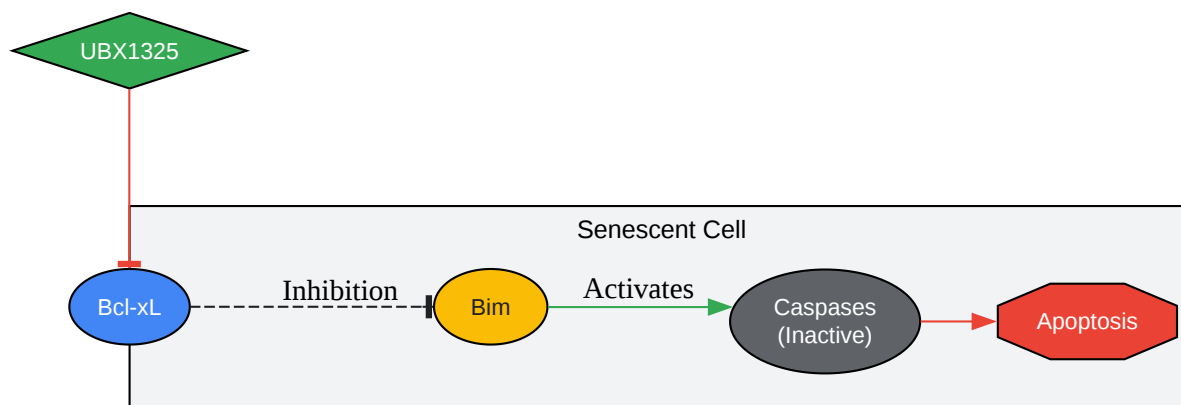 UBX1325
Senescent Cell
Bcl-xL
Inhibition
Bim
Activates
Caspases
(Inactive)
Apoptosis